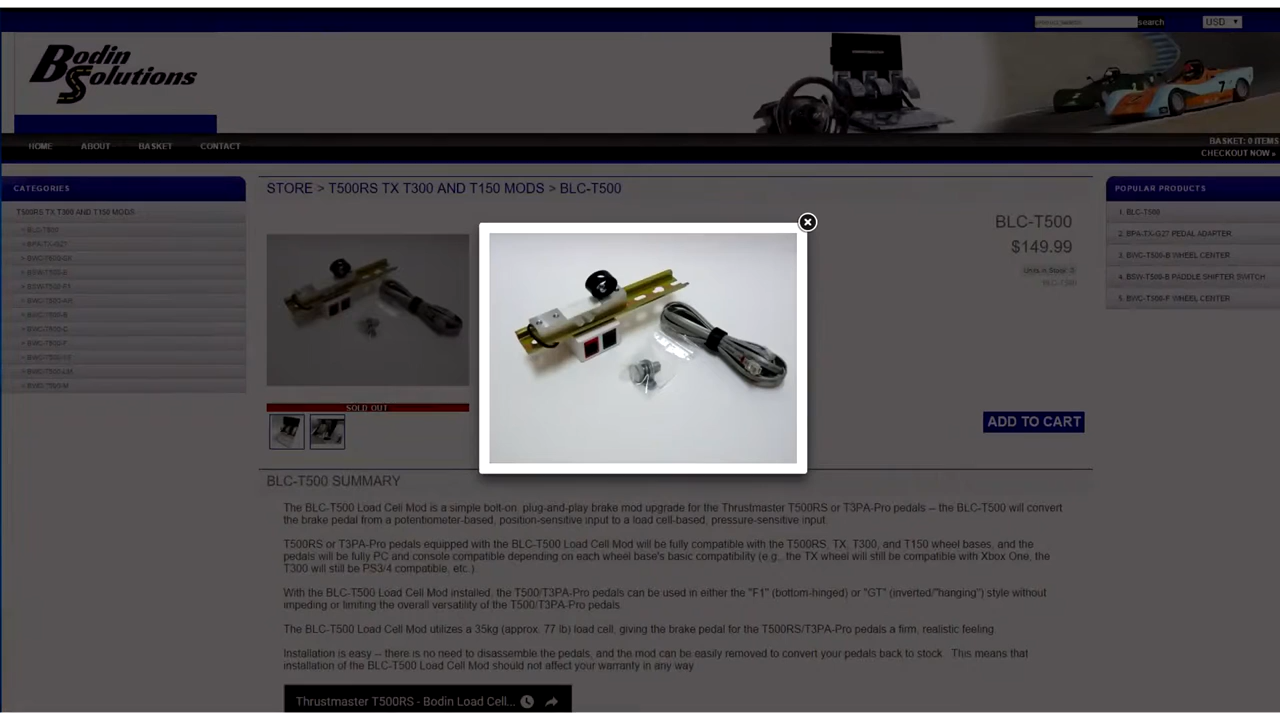 search
USD
Bodin
Solutions
HOME
ABOUT
BASKET
CONTACT
BASKET: 0 ITEMS
CHECKOUT NOW »
CATEGORIES
T500RS TX T300 AND T150 MODS
> BLC-T500
> BPA-TX-G27
STORE > T500RS TX T300 AND T150 MODS > BLC-T500
SOLD OUT
BLC-T500
$149.99
Units in Stock: 0
BLC-T500
ADD TO CART
POPULAR PRODUCTS
1. BLC-T500
2. BPA-TX-G27 PEDAL ADAPTER
3. BWC-T500-B WHEEL CENTER
4. BSW-T500-B PADDLE SHIFTER SWITCH
5. BWC-T500-F WHEEL CENTER
7
BLC-T500 SUMMARY
The BLC-T500 Load Cell Mod is a simple bolt-on, plug-and-play brake mod upgrade for the Thrustmaster T500RS or T3PA-Pro pedals -- the BLC-T500 will convert
the brake pedal from a potentiometer-based, position-sensitive input to a load cell-based, pressure-sensitive input.
T500RS or T3PA-Pro pedals equipped with the BLC-T500 Load Cell Mod will be fully compatible with the T500RS, TX, T300, and T150 wheel bases, and the
pedals will be fully PC and console compatible depending on each wheel base's basic compatibility (e.g., the TX wheel will still be compatible with Xbox One, the
T300 will still be PS3/4 compatible, etc.)
With the BLC-T500 Load Cell Mod installed, the T500/T3PA-Pro pedals can be used in either the "F1" (bottom-hinged) or "GT" (inverted/"hanging") style without
impeding or limiting the overall versatility of the T500/T3PA-Pro pedals.
The BLC-T500 Load Cell Mod utilizes a 35kg (approx. 77 lb) load cell, giving the brake pedal for the T500RS/T3PA-Pro pedals a firm, realistic feeling.
Installation is easy -- there is no need to disassemble the pedals, and the mod can be easily removed to convert your pedals back to stock. This means that
installation of the BLC-T500 Load Cell Mod should not affect your warranty in any way
Thrustmaster T500RS - Bodin Load Cell...